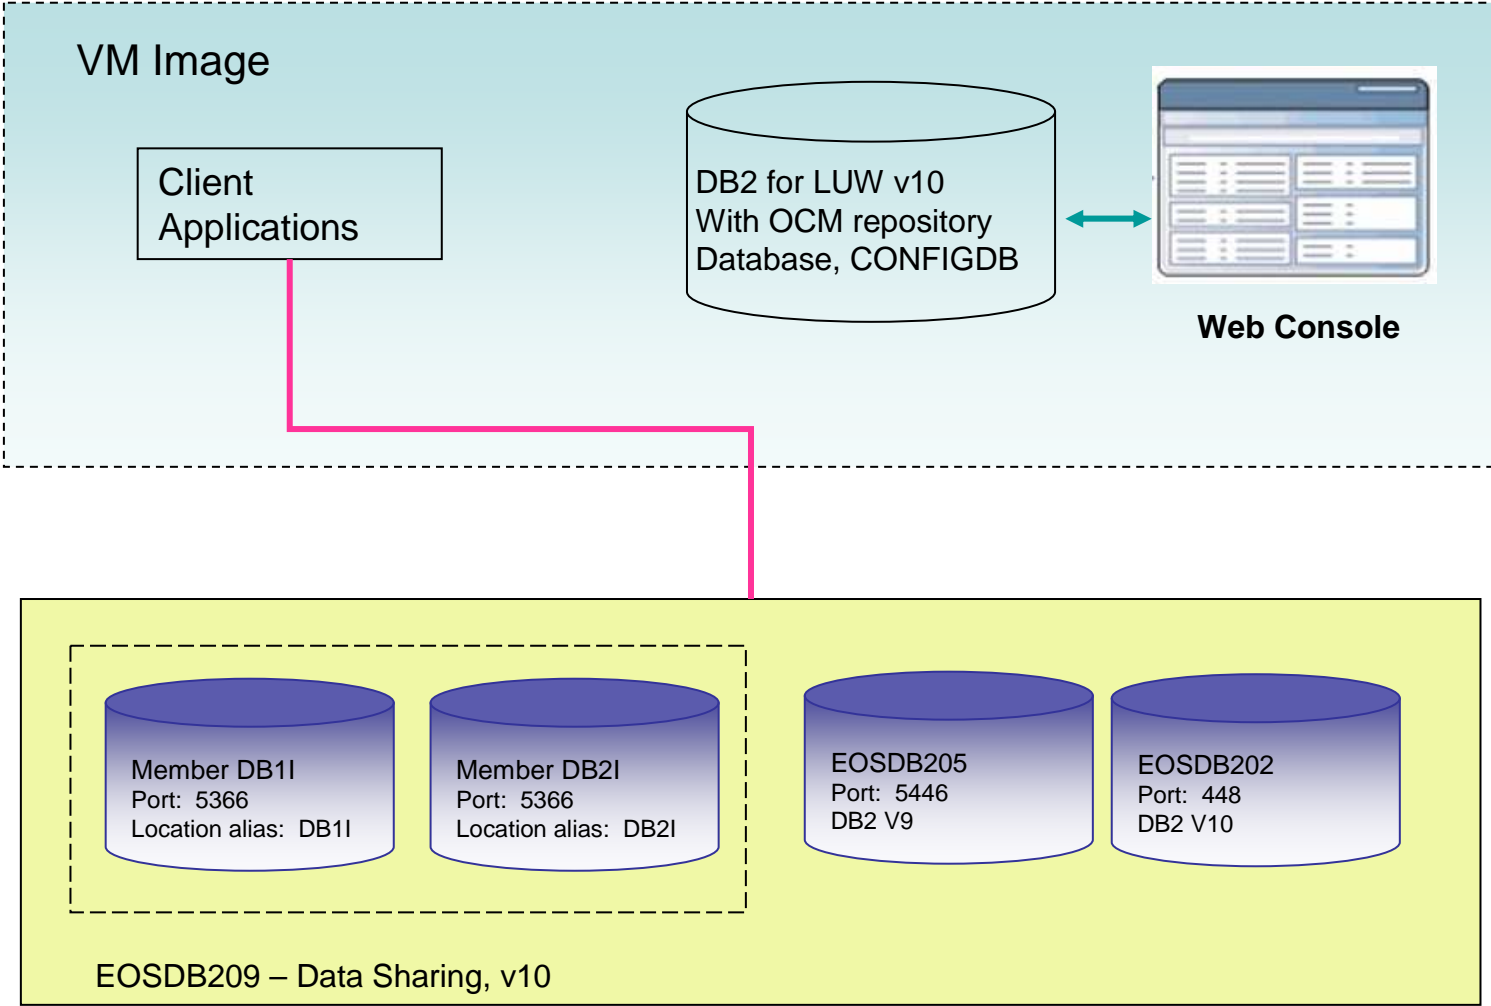 VM Image
Client
Applications
DB2 for LUW v10
With OCM repository
Database, CONFIGDB
Web Console
Member DB1I
Port:  5366
Location alias:  DB1I
Member DB2I
Port:  5366
Location alias:  DB2I
EOSDB205
Port:  5446
DB2 V9
EOSDB202
Port:  448
DB2 V10
EOSDB209 – Data Sharing, v10